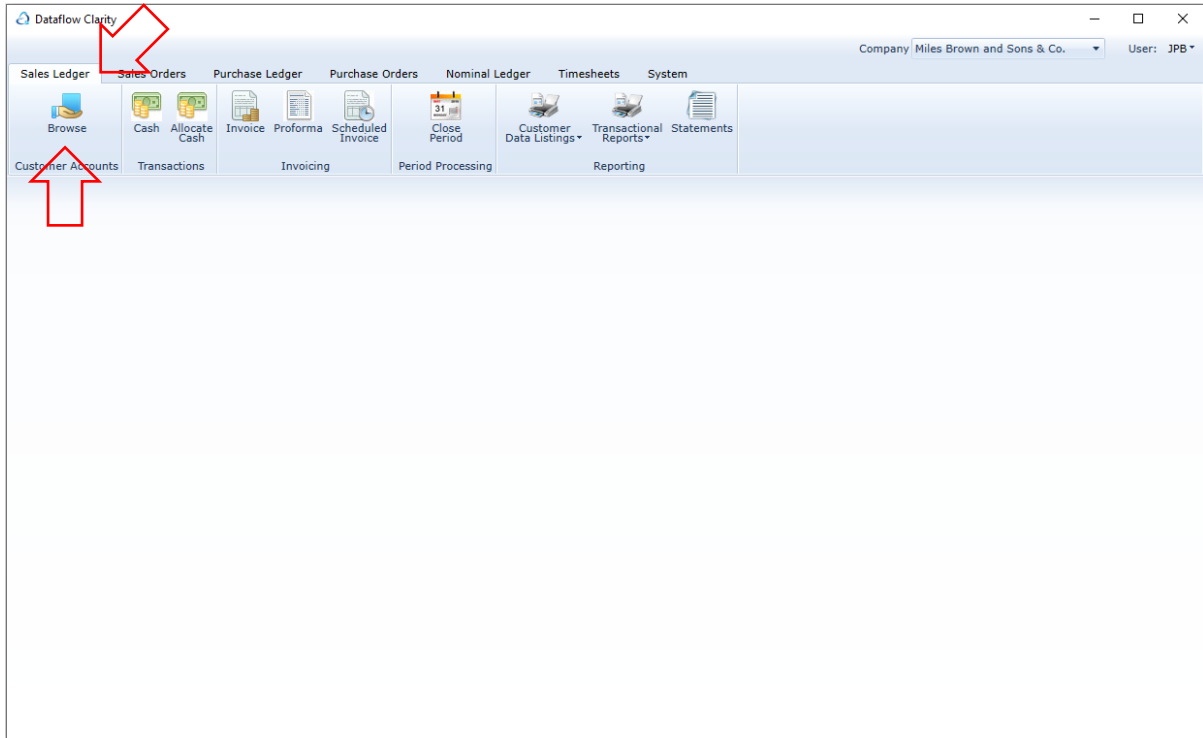 Dataflow Clarity
Company Miles Brown and Sons & Co. User: JPB
Sales Ledger Sales Orders Purchase Ledger Purchase Orders Nominal Ledger Timesheets System
31
Browse Cash Allocate Invoice Proforma Scheduled Close Customer Transactional Statements
Cash Invoice Period Data Listings Reports
Customer Accounts Transactions Invoicing Period Processing Reporting